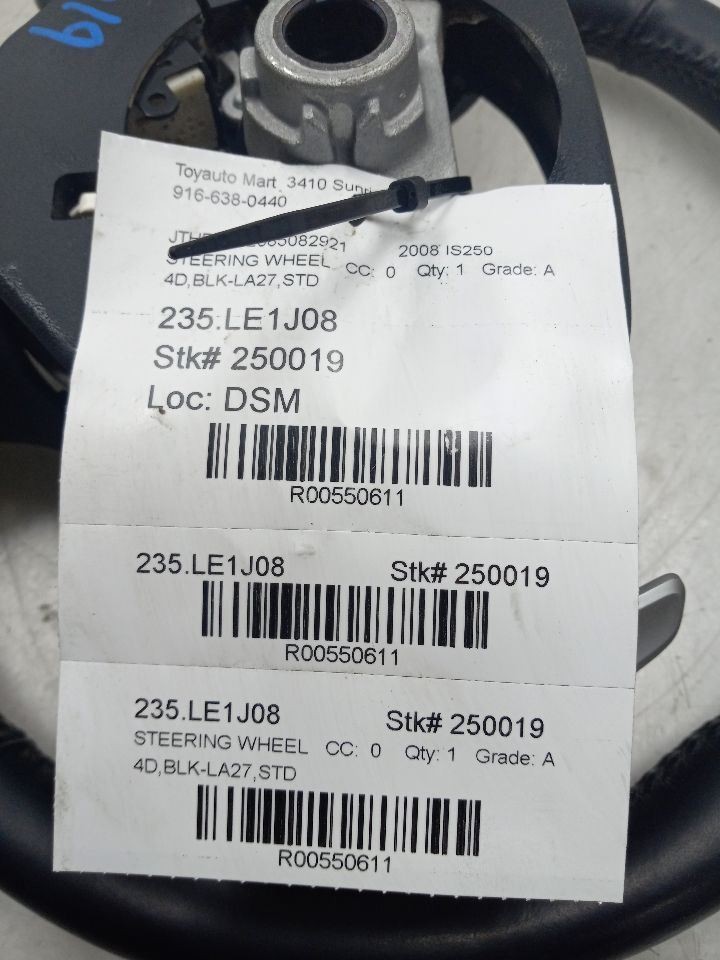 19
Toyauto Mart 3410
916-638-0440
2008 IS250
STEERING WHEEL CC: 0 Qty: 1 Grade: A
4D,BLK-LA27,STD
235.LE1J08
Stk# 250019
Loc: DSM
R00550611
235.LE1J08 Stk# 250019
R00550611
235.LE1J08 Stk# 250019
STEERING WHEEL CC: 0 Qty: 1 Grade: A
4D,BLK-LA27,STD
R00550611